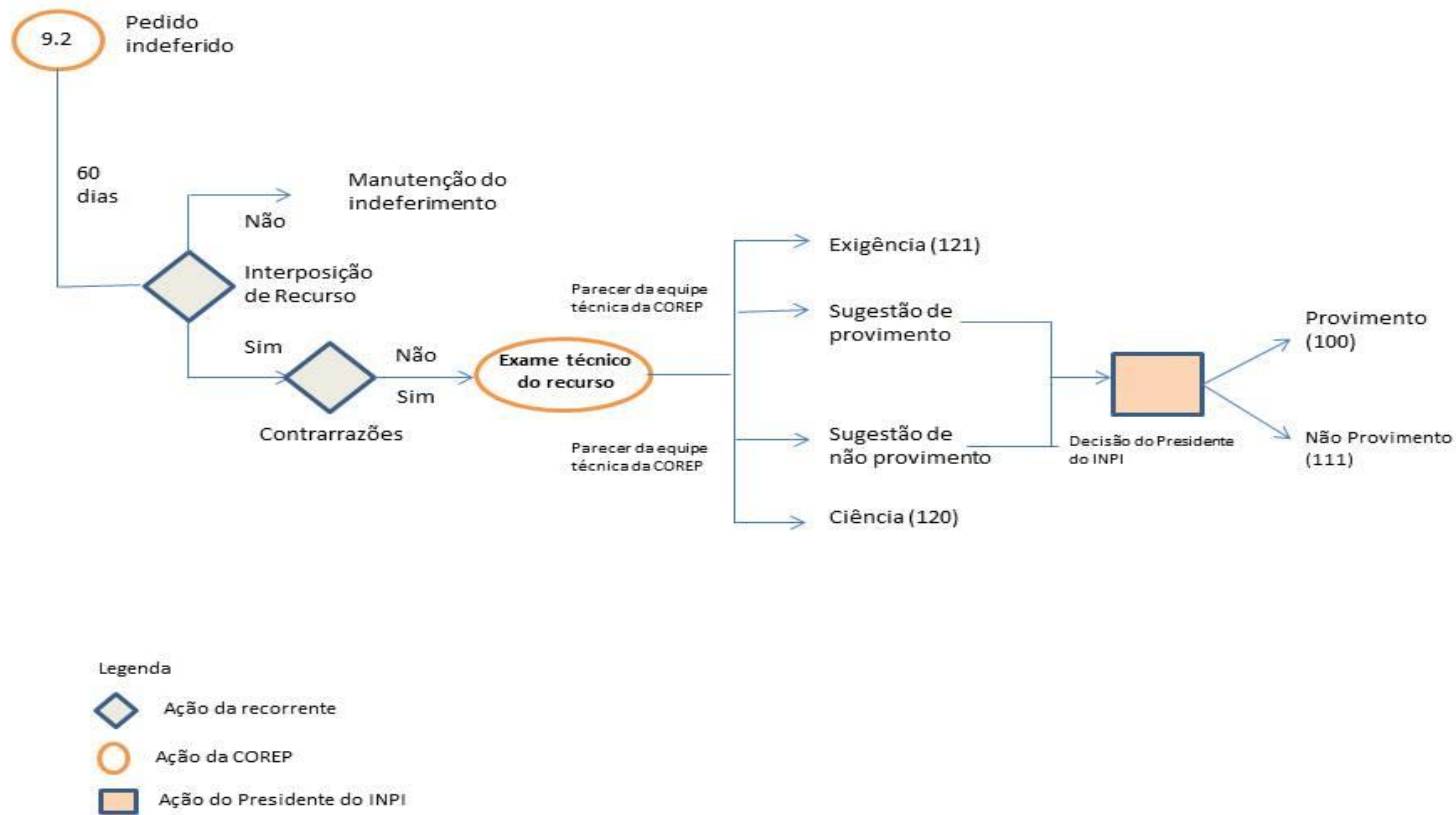 9.2
Pedido
indeferido
60
dias
Manutenção do
indeferimento
Não
Interposição
de Recurso
Sim
Não
Sim
Contrarrazões
Exame técnico
do recurso
Parecer da equipe
técnica da COREP
Parecer da equipe
técnica da COREP
Exigência (121)
Sugestão de
provimento
Sugestão de
não provimento
Ciência (120)
Decisão do Presidente
do INPI
Provimento
(100)
Não Provimento
(111)
Legenda
Ação da recorrente
Ação da COREP
Ação do Presidente do INPI